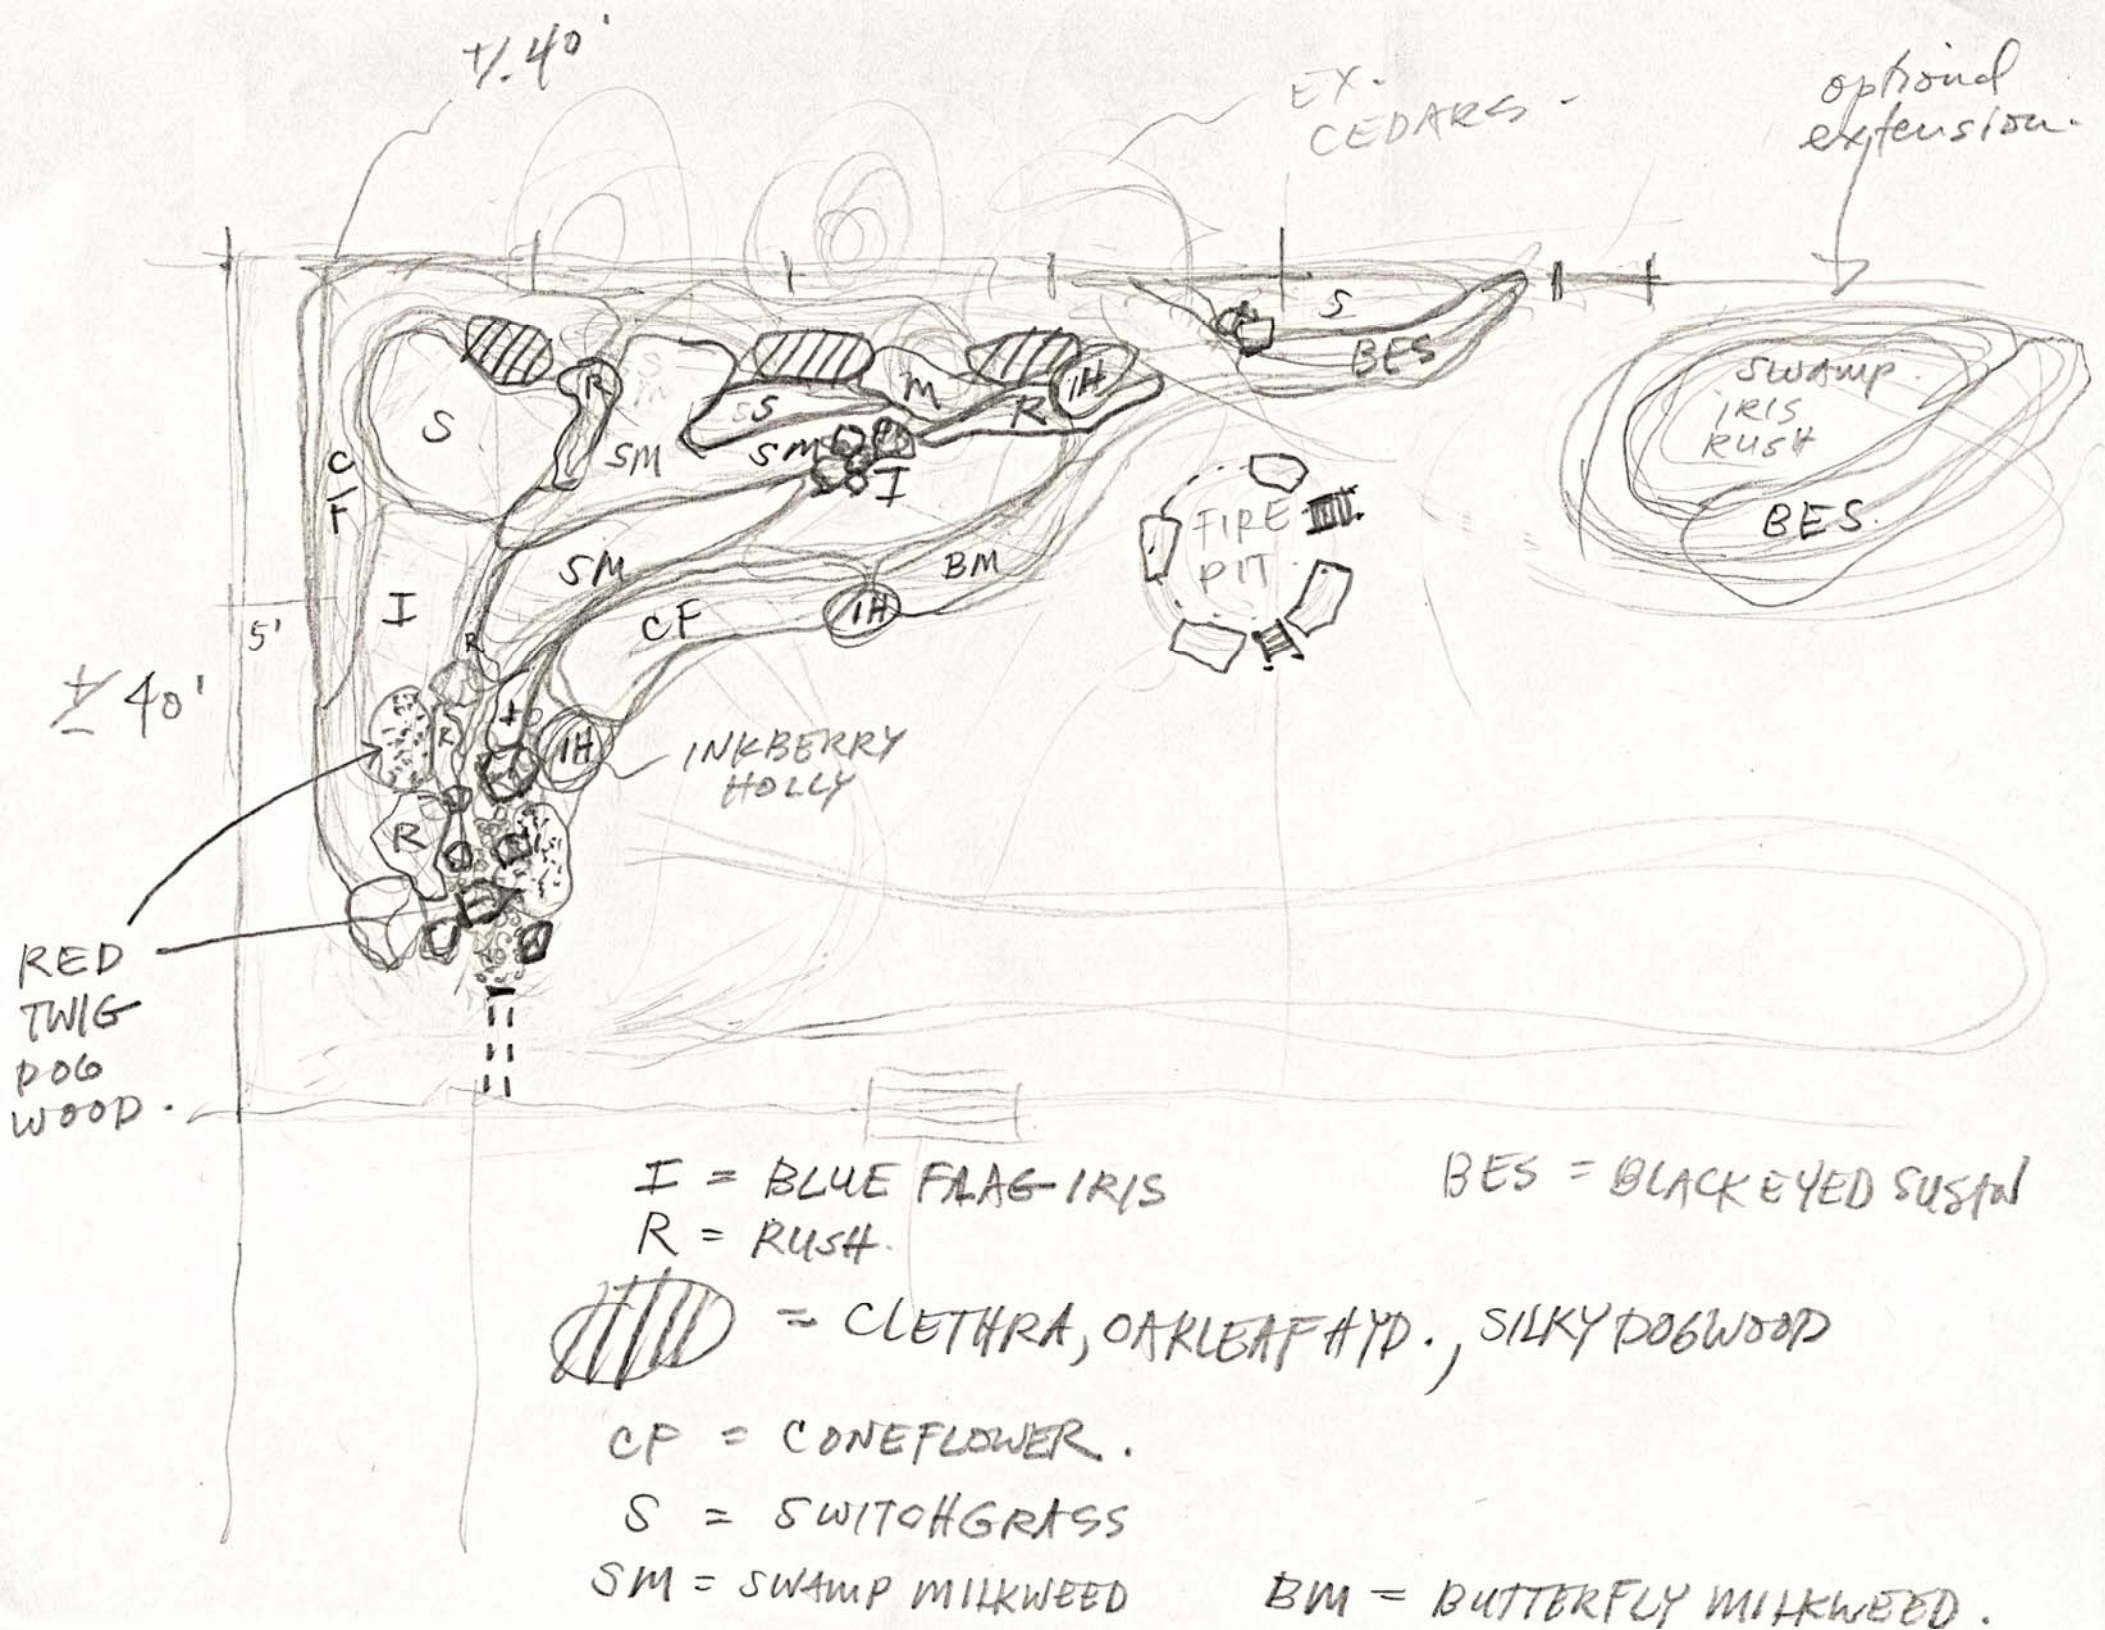 +/. 40'
EX.
CEDARS
optional
extension.
S
BES
R
IH
M
SS
R
S
SM
SM
I
C
F
SWAMP
IRIS
RUSH
BES.
FIRE
PIT
SM
BM
I
CF
IH
5'
R
± 40'
R
IH
INKBERRY
HOLLY
R
RED
TWIG
DOG
WOOD.
I = BLUE FLAG IRIS
BES = BLACK EYED SUSAN
R = RUSH.
= CLETHRA, OAKLEAF HYD., SILKY DOGWOOD
CF = CONEFLOWER.
S = SWITCHGRASS
SM = SWAMP MILKWEED
BM = BUTTERFLY MILKWEED.